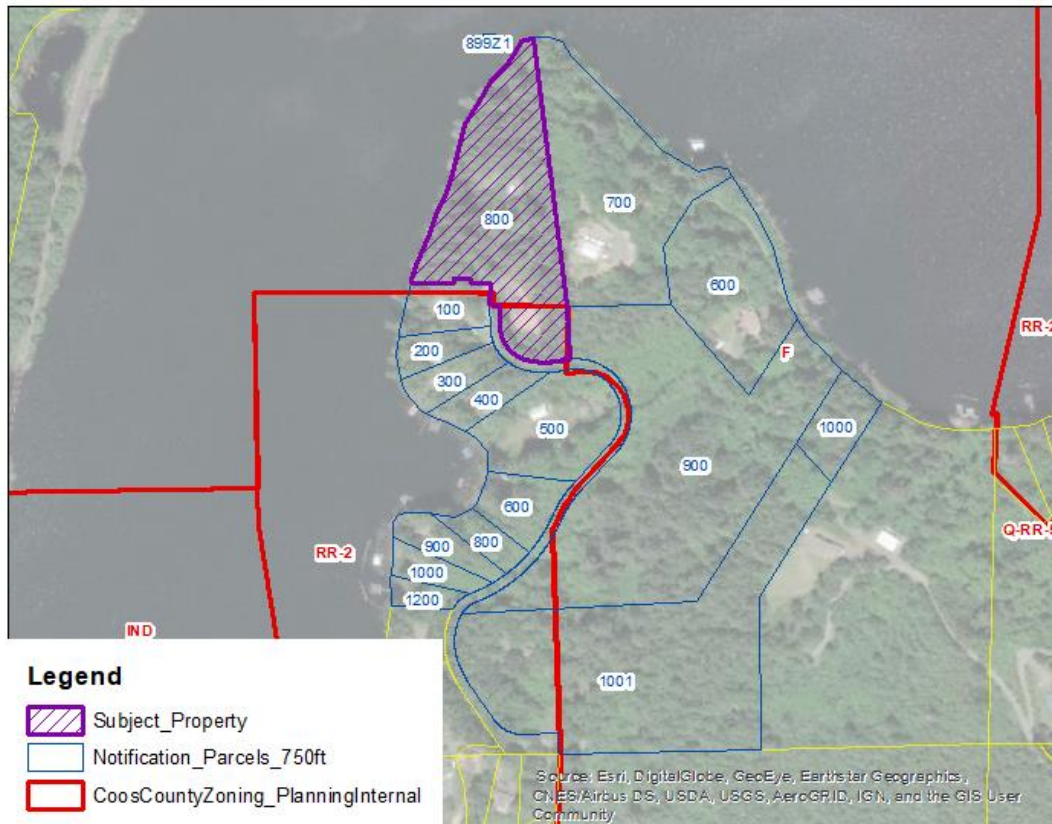 899Z1
700
800
600
RR-2
100
F
200
300
400
1000
500
900
Q-RR-5
600
800
900
RR-2
1000
1200
IND
1001
Legend
Subject_Property
Notification_Parcels_750ft
CoosCountyZoning_PlanningInternal
Source: Esri, DigitalGlobe, GeoEye, Earthstar Geographics,
CNES/Airbus DS, USDA, USGS, AeroGRID, IGN, and the GIS User
Community